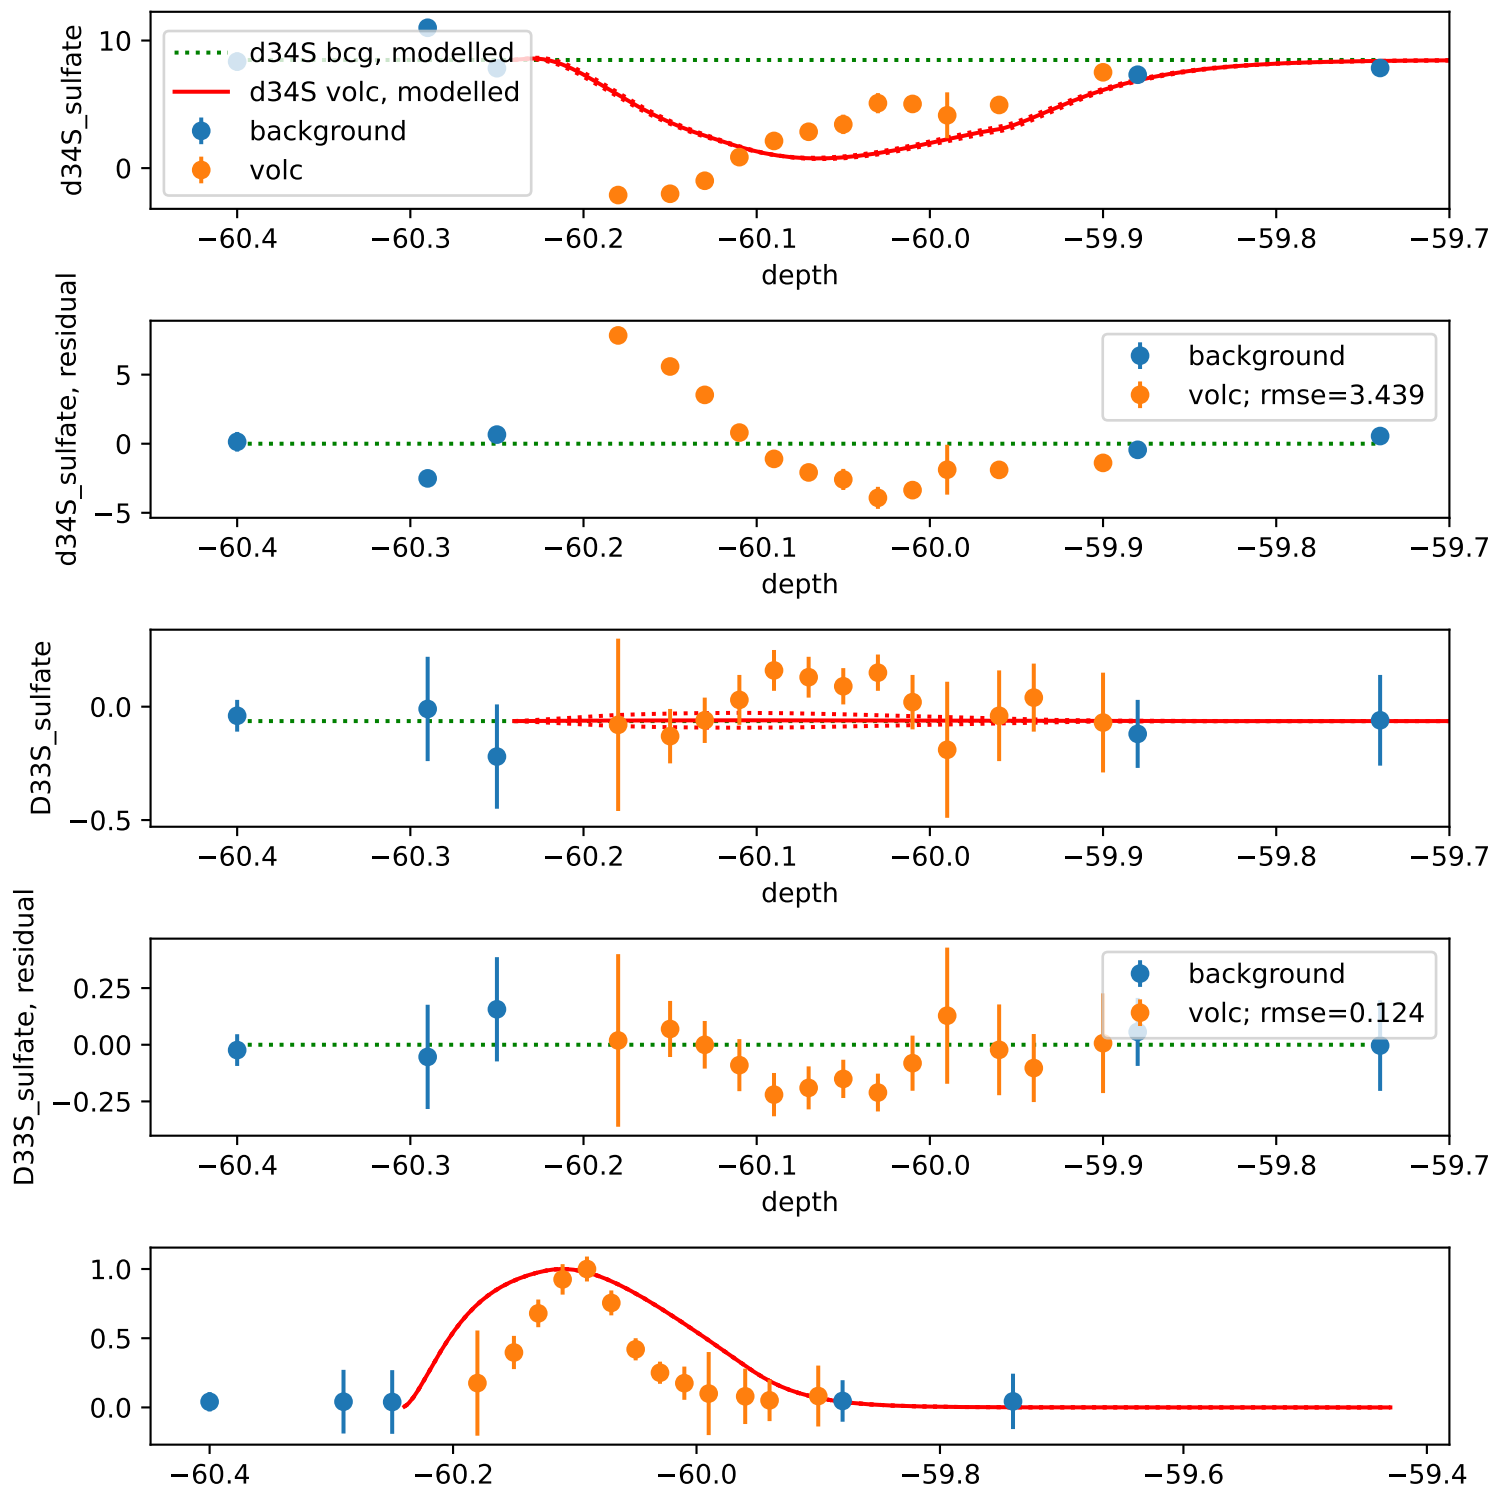 d34S_sulfate
10
0
d34S bcg, modelled
d34S volc, modelled
background
volc
−60.4 −60.3 −60.2 −60.1 −60.0 −59.9 −59.8 −59.7
depth
d34S_sulfate, residual
5
0
−5
background
volc; rmse=3.439
−60.4 −60.3 −60.2 −60.1 −60.0 −59.9 −59.8 −59.7
depth
D33S_sulfate
0.0
−0.5
−60.4 −60.3 −60.2 −60.1 −60.0 −59.9 −59.8 −59.7
depth
D33S_sulfate, residual
0.25
0.00
−0.25
background
volc; rmse=0.124
−60.4 −60.3 −60.2 −60.1 −60.0 −59.9 −59.8 −59.7
depth
1.0
0.5
0.0
−60.4 −60.2 −60.0 −59.8 −59.6 −59.4